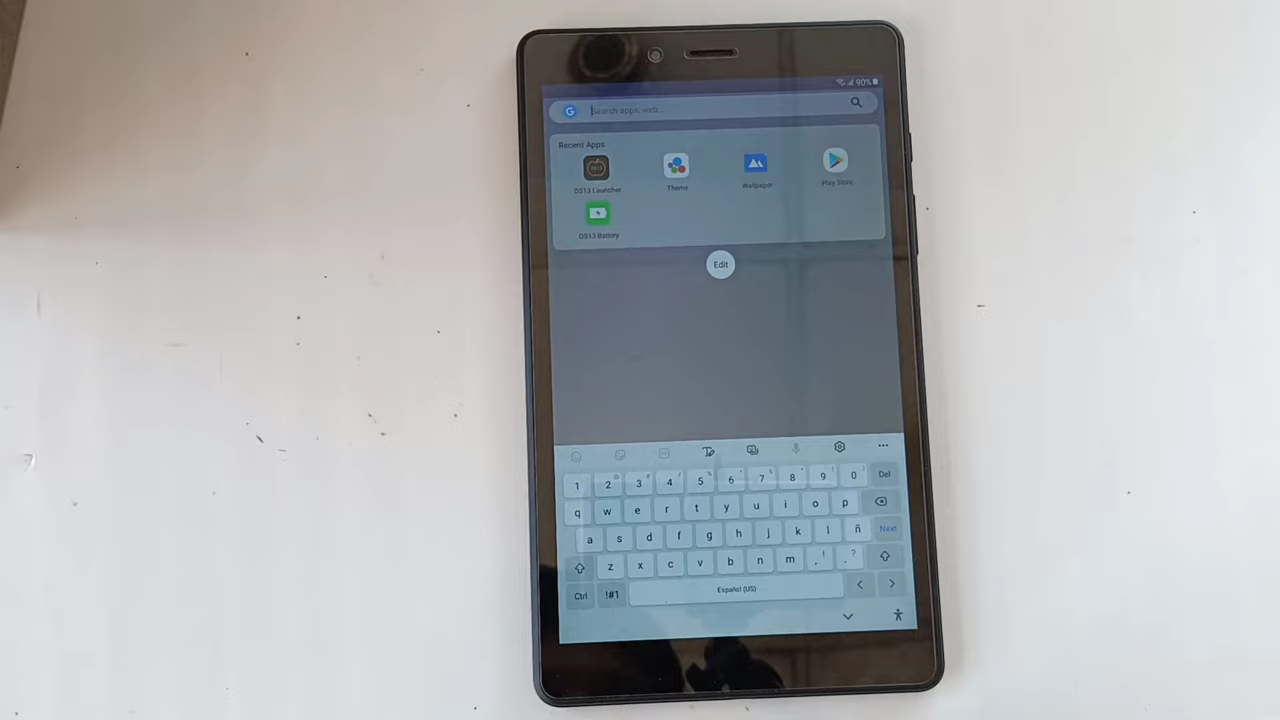 90%
G Search apps, web...
Recent Apps
OS13 Launcher Theme Wallpaper Play Store
OS13 Battery
Edit
1 2 3 4 5 6 7 8 9 0 Del
q w e r t y u i o p
a s d f g h j k l ñ Next
z x c v b n m , ! . ?
Ctrl !#1 Español (US) < >